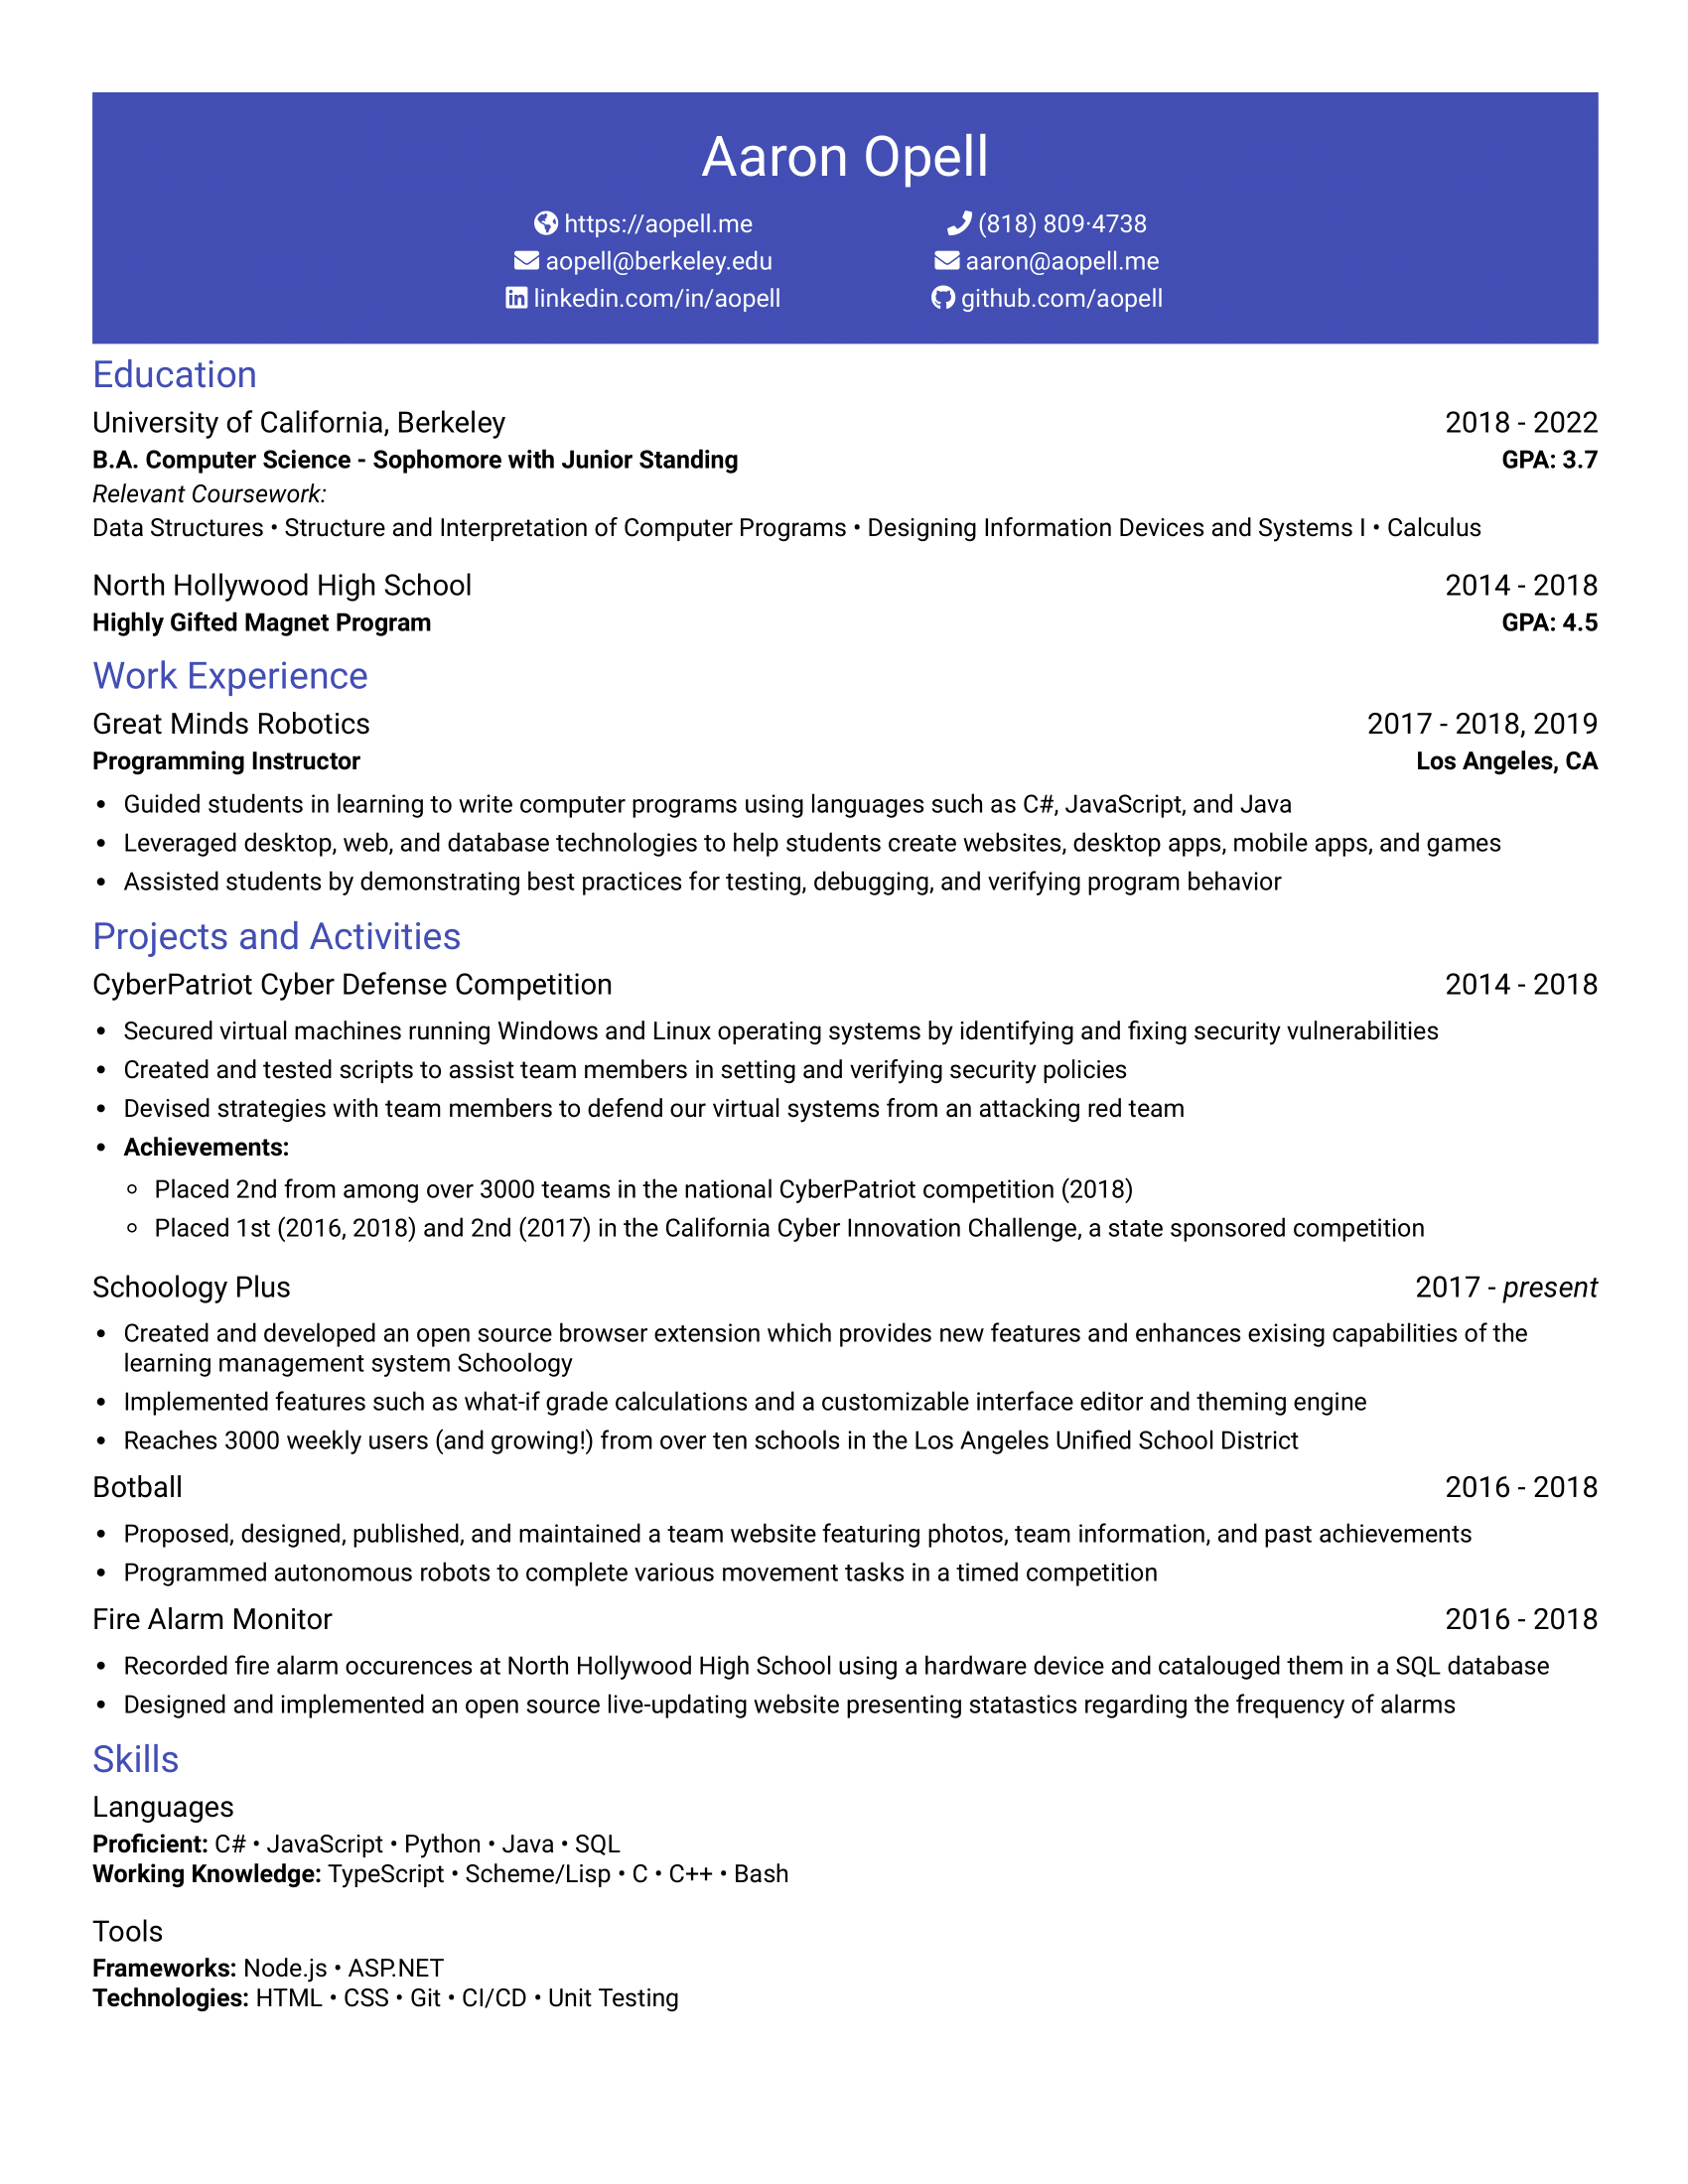 Aaron Opell
https://aopell.me (818) 809·4738
aopell@berkeley.edu aaron@aopell.me
linkedin.com/in/aopell github.com/aopell
Education
University of California, Berkeley 2018 - 2022
B.A. Computer Science - Sophomore with Junior Standing GPA: 3.7
Relevant Coursework:
Data Structures • Structure and Interpretation of Computer Programs • Designing Information Devices and Systems I • Calculus
North Hollywood High School 2014 - 2018
Highly Gifted Magnet Program GPA: 4.5
Work Experience
Great Minds Robotics 2017 - 2018, 2019
Programming Instructor Los Angeles, CA
• Guided students in learning to write computer programs using languages such as C#, JavaScript, and Java
• Leveraged desktop, web, and database technologies to help students create websites, desktop apps, mobile apps, and games
• Assisted students by demonstrating best practices for testing, debugging, and verifying program behavior
Projects and Activities
CyberPatriot Cyber Defense Competition 2014 - 2018
• Secured virtual machines running Windows and Linux operating systems by identifying and fixing security vulnerabilities
• Created and tested scripts to assist team members in setting and verifying security policies
• Devised strategies with team members to defend our virtual systems from an attacking red team
• Achievements:
◦ Placed 2nd from among over 3000 teams in the national CyberPatriot competition (2018)
◦ Placed 1st (2016, 2018) and 2nd (2017) in the California Cyber Innovation Challenge, a state sponsored competition
Schoology Plus 2017 - present
• Created and developed an open source browser extension which provides new features and enhances exising capabilities of the
learning management system Schoology
• Implemented features such as what-if grade calculations and a customizable interface editor and theming engine
• Reaches 3000 weekly users (and growing!) from over ten schools in the Los Angeles Unified School District
Botball 2016 - 2018
• Proposed, designed, published, and maintained a team website featuring photos, team information, and past achievements
• Programmed autonomous robots to complete various movement tasks in a timed competition
Fire Alarm Monitor 2016 - 2018
• Recorded fire alarm occurences at North Hollywood High School using a hardware device and catalouged them in a SQL database
• Designed and implemented an open source live-updating website presenting statastics regarding the frequency of alarms
Skills
Languages
Proficient: C# • JavaScript • Python • Java • SQL
Working Knowledge: TypeScript • Scheme/Lisp • C • C++ • Bash
Tools
Frameworks: Node.js • ASP.NET
Technologies: HTML • CSS • Git • CI/CD • Unit Testing